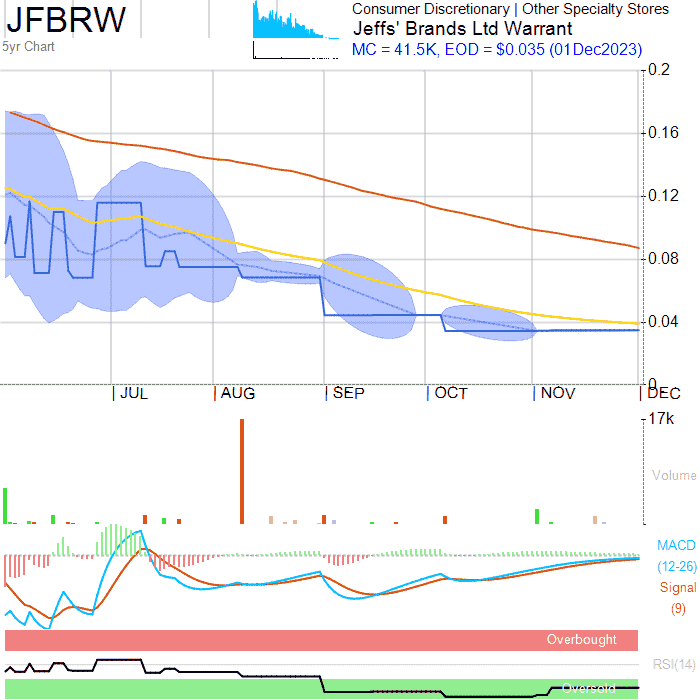 JFBRW
5yr Chart
Consumer Discretionary | Other Specialty Stores
Jeffs' Brands Ltd Warrant
MC = 41.5K, EOD = $0.035 (01Dec2023)
0.2
0.16
0.12
0.08
0.04
0
JUL AUG SEP OCT NOV DEC
17k
Volume
MACD
(12-26)
Signal
(9)
Overbought
RSI(14)
Oversold